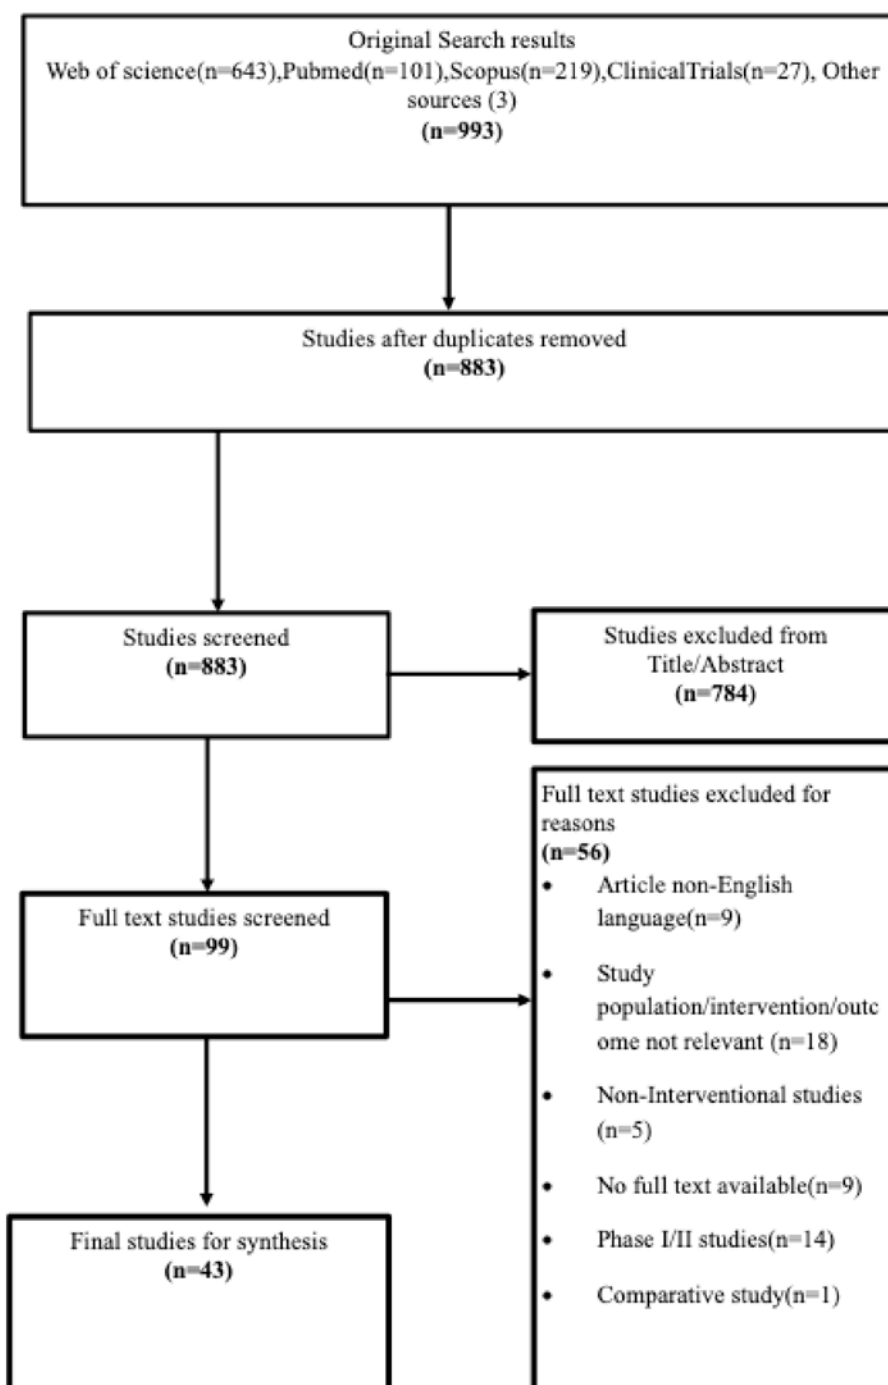 Original Search results
Web of science(n=643),Pubmed(n=101),Scopus(n=219),ClinicalTrials(n=27), Other
sources (3)
(n=993)
Studies after duplicates removed
(n=883)
Studies screened
(n=883)
Studies excluded from
Title/Abstract
(n=784)
Full text studies screened
(n=99)
Full text studies excluded for
reasons
(n=56)
• Article non-English
language(n=9)
• Study
population/intervention/outc
ome not relevant (n=18)
• Non-Interventional studies
(n=5)
• No full text available(n=9)
• Phase I/II studies(n=14)
• Comparative study(n=1)
Final studies for synthesis
(n=43)